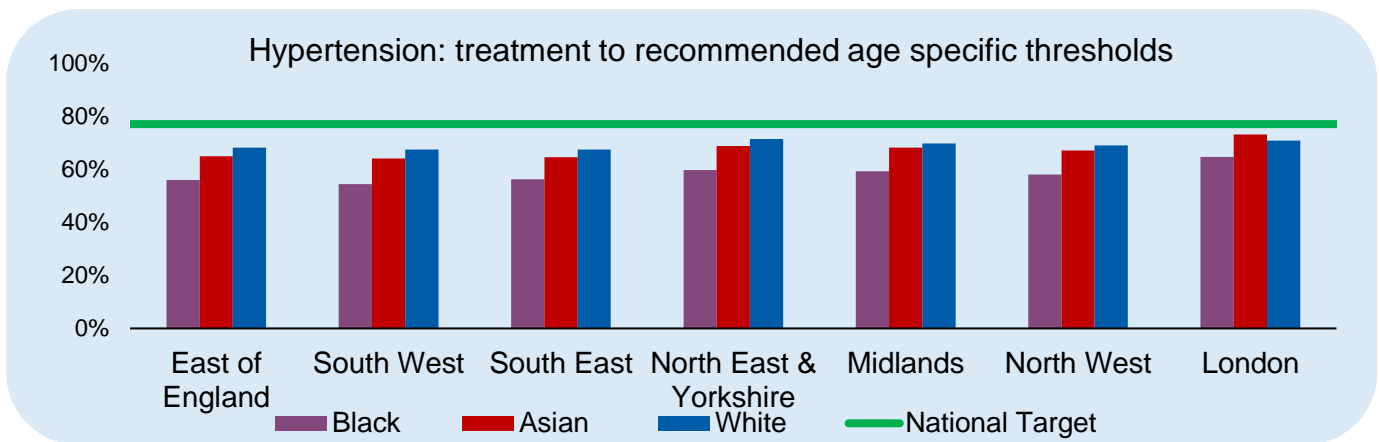 Hypertension: treatment to recommended age specific thresholds
100%
80%
60%
40%
20%
0%
East of
England
South West
South East
North East &
Yorkshire
Midlands
North West
London
Black
Asian
White
National Target